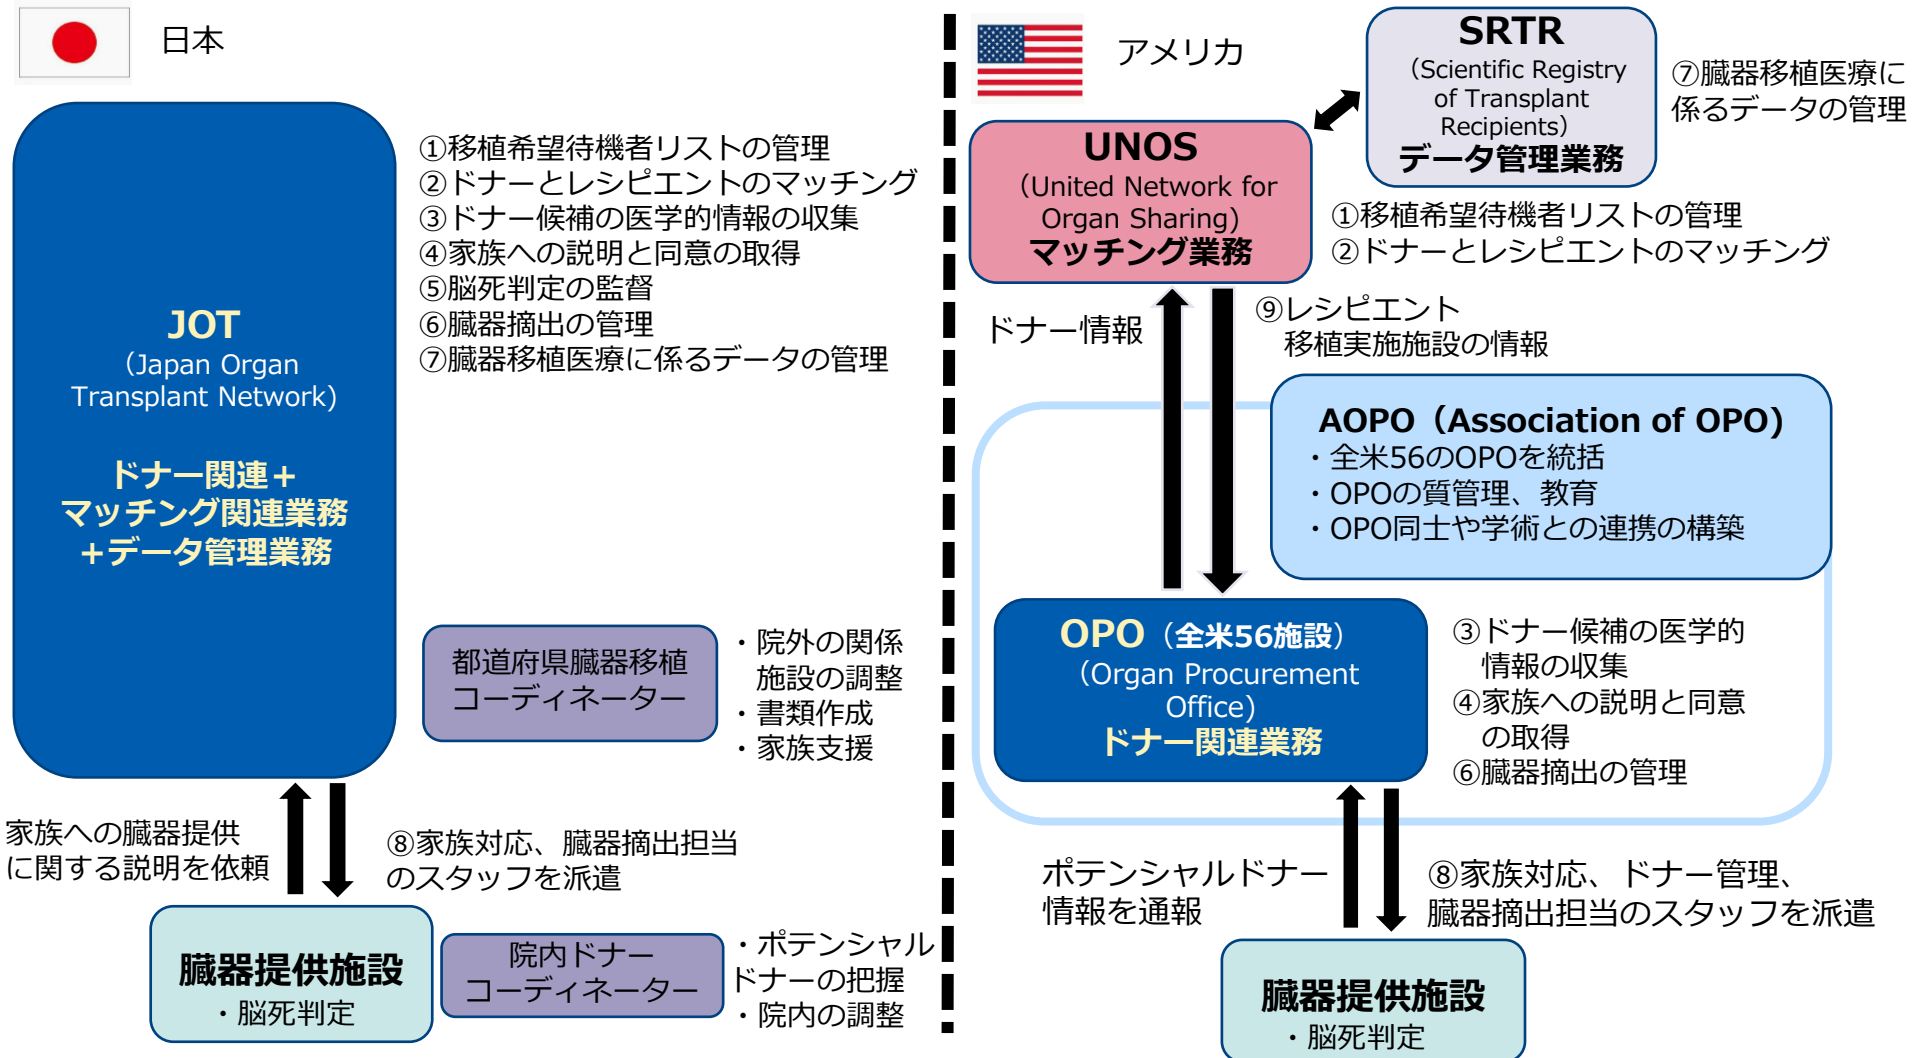 日本
JOT
（Japan Organ
Transplant Network）
ドナー関連＋
マッチング関連業務
＋データ管理業務
①移植希望待機者リストの管理
②ドナーとレシピエントのマッチング
③ドナー候補の医学的情報の収集
④家族への説明と同意の取得
⑤脳死判定の監督
⑥臓器摘出の管理
⑦臓器移植医療に係るデータの管理
都道府県臓器移植
コーディネーター
・院外の関係
施設の調整
・書類作成
・家族支援
家族への臓器提供
に関する説明を依頼
⑧家族対応、臓器摘出担当
のスタッフを派遣
臓器提供施設
・脳死判定
院内ドナー
コーディネーター
・ポテンシャル
ドナーの把握
・院内の調整
アメリカ
SRTR
（Scientific Registry
of Transplant
Recipients）
データ管理業務
⑦臓器移植医療に
係るデータの管理
UNOS
（United Network for
Organ Sharing）
マッチング業務
①移植希望待機者リストの管理
②ドナーとレシピエントのマッチング
ドナー情報
⑨レシピエント
移植実施施設の情報
AOPO（Association of OPO)
・全米56のOPOを統括
・OPOの質管理、教育
・OPO同士や学術との連携の構築
OPO（全米56施設）
（Organ Procurement
Office）
ドナー関連業務
③ドナー候補の医学的
情報の収集
④家族への説明と同意
の取得
⑥臓器摘出の管理
ポテンシャルドナー
情報を通報
⑧家族対応、ドナー管理、
臓器摘出担当のスタッフを派遣
臓器提供施設
・脳死判定